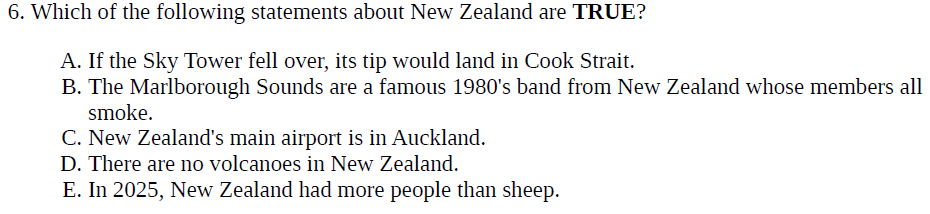 6. Which of the following statements about New Zealand are TRUE?
A. If the Sky Tower fell over, its tip would land in Cook Strait.
B. The Marlborough Sounds are a famous 1980's band from New Zealand whose members all
smoke.
C. New Zealand's main airport is in Auckland.
D. There are no volcanoes in New Zealand.
E. In 2025, New Zealand had more people than sheep.